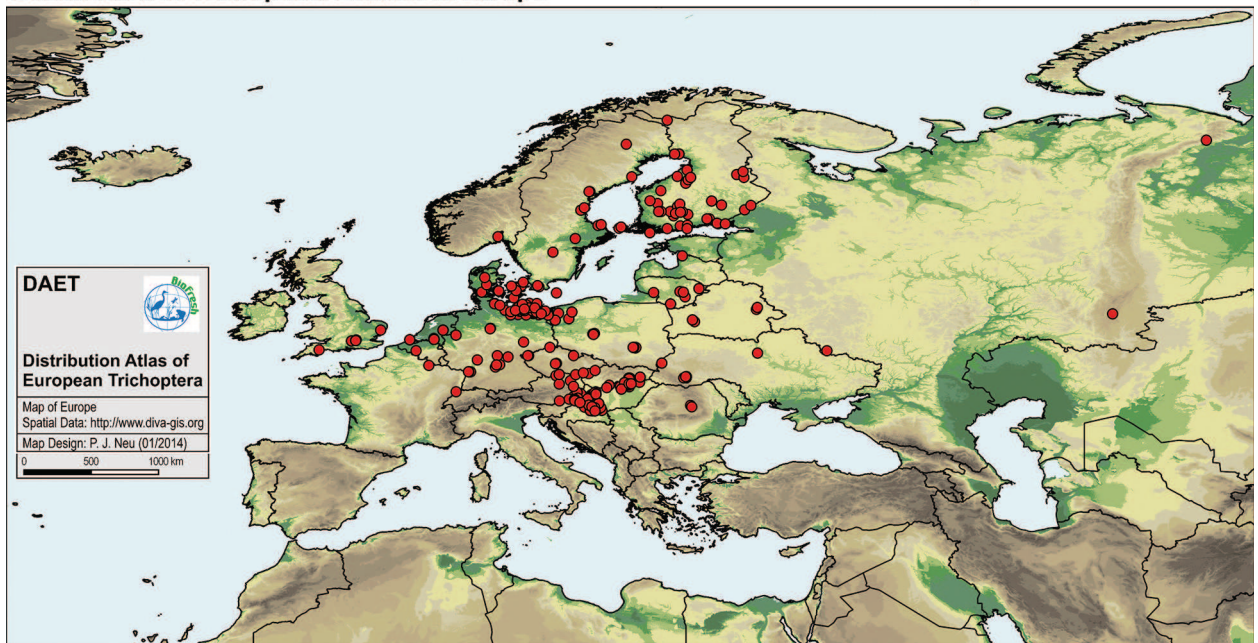 DAET
BioFresh
Distribution Atlas of
European Trichoptera
Map of Europe
Spatial Data: http://www.diva-gis.org
Map Design: P. J. Neu (01/2014)
0 500 1000 km